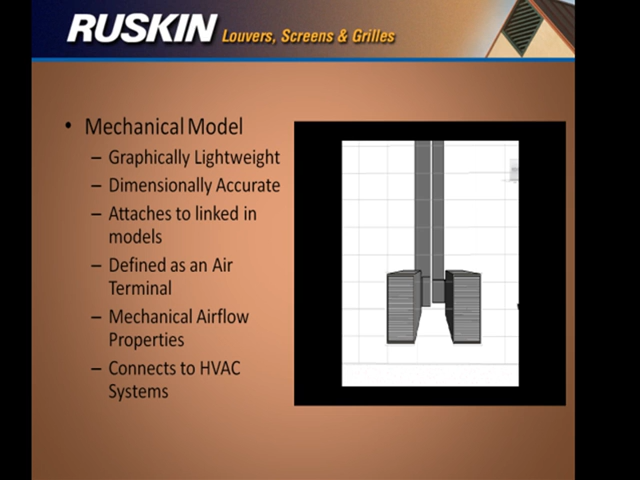 RUSKIN Louvers, Screens & Grilles
• Mechanical Model
– Graphically Lightweight
– Dimensionally Accurate
– Attaches to linked in
models
– Defined as an Air
Terminal
– Mechanical Airflow
Properties
– Connects to HVAC
Systems